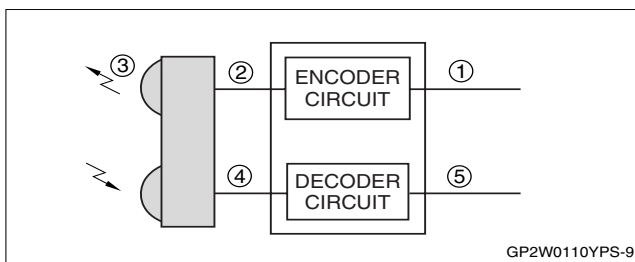 ③ ② ENCODER CIRCUIT ①
④ DECODER CIRCUIT ⑤
GP2W0110YPS-9